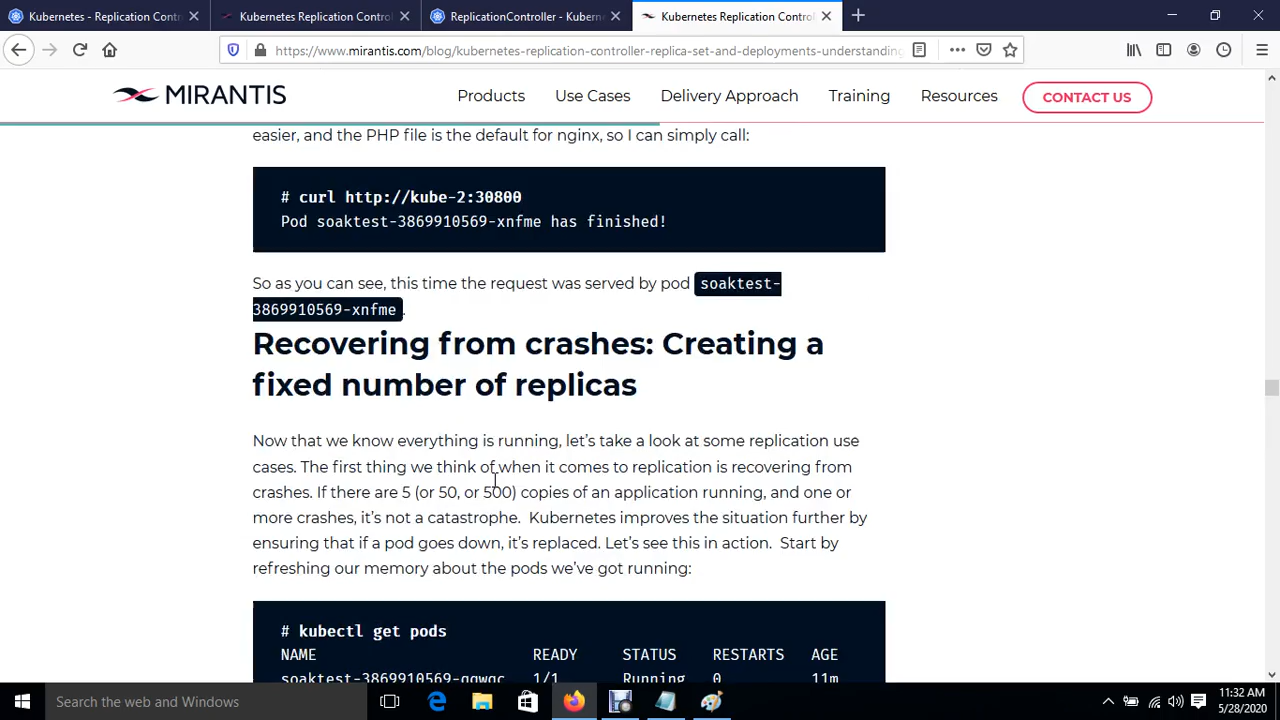 Kubernetes - Replication Contr
Kubernetes Replication Control
ReplicationController - Kuberne
Kubernetes Replication Control
https://www.mirantis.com/blog/kubernetes-replication-controller-replica-set-and-deployments-understanding
MIRANTIS
Products
Use Cases
Delivery Approach
Training
Resources
CONTACT US
easier, and the PHP file is the default for nginx, so I can simply call:
# curl http://kube-2:30800
Pod soaktest-3869910569-xnfme has finished!
So as you can see, this time the request was served by pod soaktest-
3869910569-xnfme.
Recovering from crashes: Creating a
fixed number of replicas
Now that we know everything is running, let's take a look at some replication use
cases. The first thing we think of when it comes to replication is recovering from
crashes. If there are 5 (or 50, or 500) copies of an application running, and one or
more crashes, it's not a catastrophe. Kubernetes improves the situation further by
ensuring that if a pod goes down, it's replaced. Let's see this in action. Start by
refreshing our memory about the pods we've got running:
# kubectl get pods
NAME READY STATUS RESTARTS AGE
1/1 Running 0 11m
Search the web and Windows
11:32 AM
5/28/2020